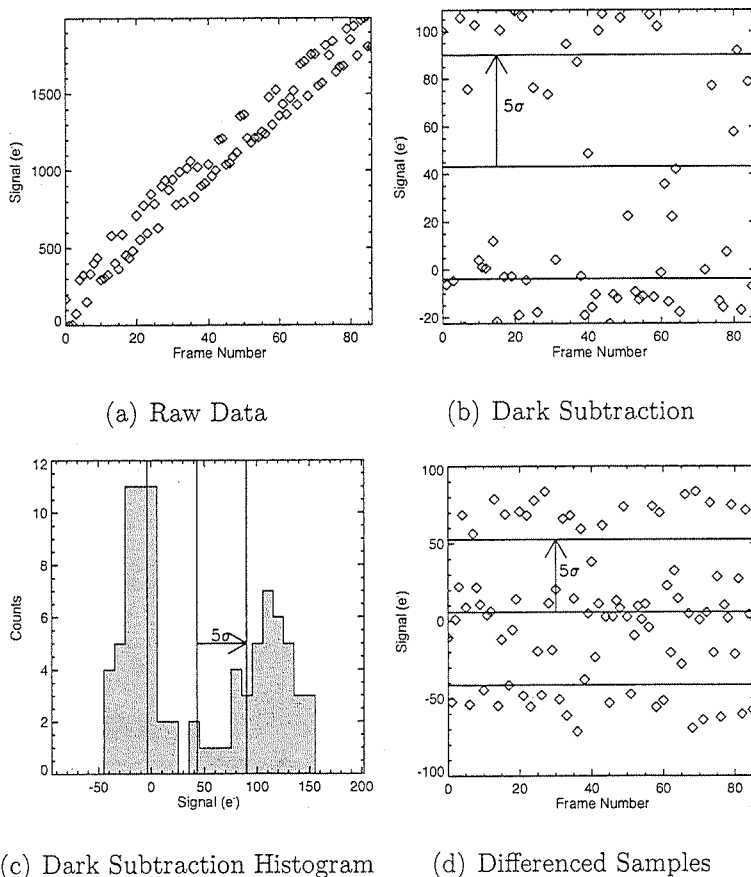 1500
1000
500
0
Signal (e⁻)
0 20 40 60 80
Frame Number
(a) Raw Data
100
80
60
40
20
0
-20
Signal (e⁻)
5σ
0 20 40 60 80
Frame Number
(b) Dark Subtraction
12
10
8
6
4
2
0
Counts
5σ
-50 0 50 100 150 200
Signal (e⁻)
(c) Dark Subtraction Histogram
100
50
0
-50
-100
Signal (e⁻)
5σ
0 20 40 60 80
Frame Number
(d) Differenced Samples